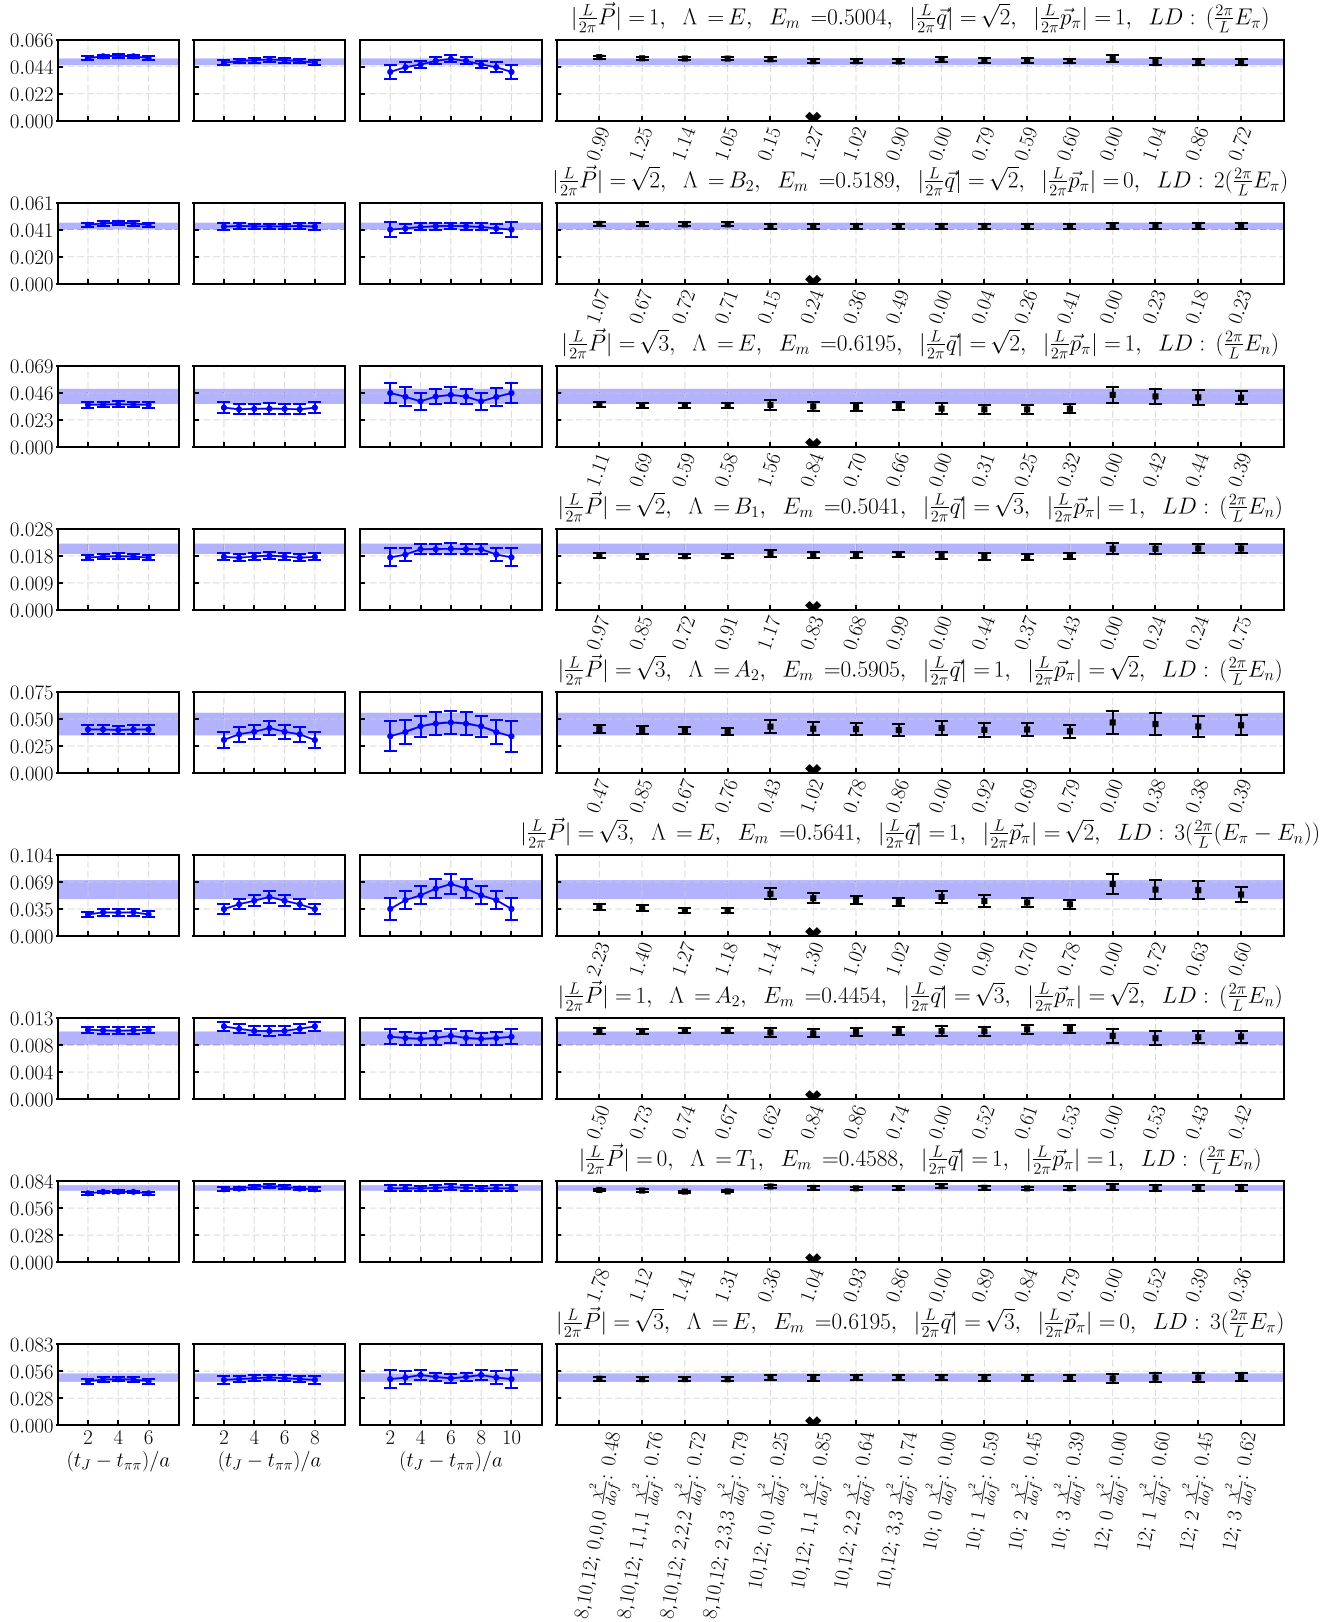 |L/2π P⃗| = 1, Λ = E, E_m =0.5004, |L/2π q⃗| = √2, |L/2π p⃗_π| = 1, LD : (2π/L E_π)
0.066
0.044
0.022
0.000
0.99 1.25 1.14 1.05 0.15 1.27 1.02 0.90 0.00 0.79 0.59 0.60 0.00 1.04 0.86 0.72
|L/2π P⃗| = √2, Λ = B_2, E_m =0.5189, |L/2π q⃗| = √2, |L/2π p⃗_π| = 0, LD : 2(2π/L E_π)
0.061
0.041
0.020
0.000
1.07 0.67 0.72 0.71 0.15 0.24 0.36 0.49 0.00 0.04 0.26 0.41 0.00 0.23 0.18 0.23
|L/2π P⃗| = √3, Λ = E, E_m =0.6195, |L/2π q⃗| = √2, |L/2π p⃗_π| = 1, LD : (2π/L E_n)
0.069
0.046
0.023
0.000
1.11 0.69 0.59 0.58 1.56 0.84 0.70 0.66 0.00 0.31 0.25 0.32 0.00 0.42 0.44 0.39
|L/2π P⃗| = √2, Λ = B_1, E_m =0.5041, |L/2π q⃗| = √3, |L/2π p⃗_π| = 1, LD : (2π/L E_n)
0.028
0.018
0.009
0.000
0.97 0.85 0.72 0.91 1.17 0.83 0.68 0.99 0.00 0.44 0.37 0.43 0.00 0.24 0.24 0.75
|L/2π P⃗| = √3, Λ = A_2, E_m =0.5905, |L/2π q⃗| = 1, |L/2π p⃗_π| = √2, LD : (2π/L E_n)
0.075
0.050
0.025
0.000
0.47 0.85 0.67 0.76 0.43 1.02 0.78 0.86 0.00 0.92 0.69 0.79 0.00 0.38 0.38 0.39
|L/2π P⃗| = √3, Λ = E, E_m =0.5641, |L/2π q⃗| = 1, |L/2π p⃗_π| = √2, LD : 3(2π/L (E_π − E_n))
0.104
0.069
0.035
0.000
2.23 1.40 1.27 1.18 1.14 1.30 1.02 1.02 0.00 0.90 0.70 0.78 0.00 0.72 0.63 0.60
|L/2π P⃗| = 1, Λ = A_2, E_m =0.4454, |L/2π q⃗| = √3, |L/2π p⃗_π| = √2, LD : (2π/L E_n)
0.013
0.008
0.004
0.000
0.50 0.73 0.74 0.67 0.62 0.84 0.86 0.74 0.00 0.52 0.61 0.53 0.00 0.53 0.43 0.42
|L/2π P⃗| = 0, Λ = T_1, E_m =0.4588, |L/2π q⃗| = 1, |L/2π p⃗_π| = 1, LD : (2π/L E_n)
0.084
0.056
0.028
0.000
1.78 1.12 1.41 1.31 0.36 1.04 0.93 0.86 0.00 0.89 0.84 0.79 0.00 0.52 0.39 0.36
|L/2π P⃗| = √3, Λ = E, E_m =0.6195, |L/2π q⃗| = √3, |L/2π p⃗_π| = 0, LD : 3(2π/L E_π)
0.083
0.056
0.028
0.000
2 4 6
(t_J − t_ππ)/a
2 4 6 8
(t_J − t_ππ)/a
2 4 6 8 10
(t_J − t_ππ)/a
8,10,12; 0,0,0 χ²/dof: 0.48
8,10,12; 1,1,1 χ²/dof: 0.76
8,10,12; 2,2,2 χ²/dof: 0.72
8,10,12; 2,3,3 χ²/dof: 0.79
10,12; 0,0 χ²/dof: 0.25
10,12; 1,1 χ²/dof: 0.85
10,12; 2,2 χ²/dof: 0.64
10,12; 3,3 χ²/dof: 0.74
10; 0 χ²/dof: 0.00
10; 1 χ²/dof: 0.59
10; 2 χ²/dof: 0.45
10; 3 χ²/dof: 0.39
12; 0 χ²/dof: 0.00
12; 1 χ²/dof: 0.60
12; 2 χ²/dof: 0.45
12; 3 χ²/dof: 0.62